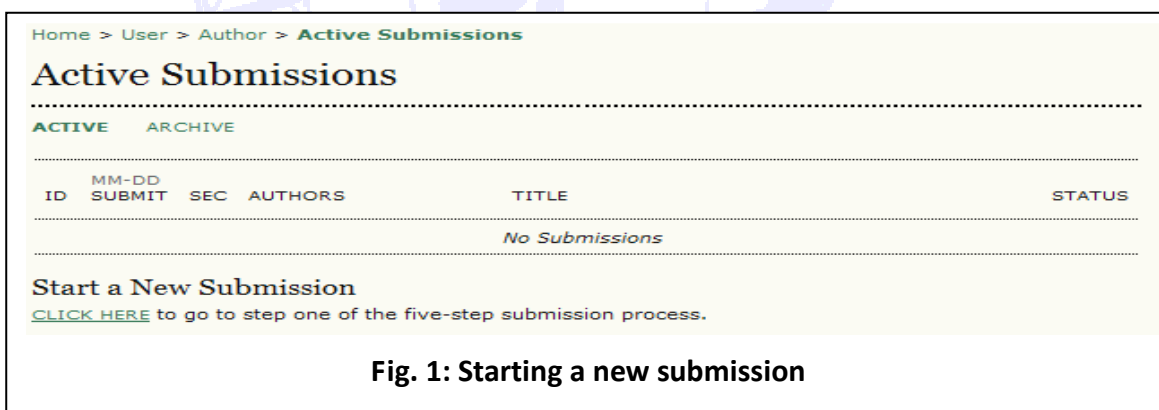 Home > User > Author > Active Submissions
Active Submissions
ACTIVE ARCHIVE
MM-DD
ID SUBMIT SEC AUTHORS TITLE STATUS
No Submissions
Start a New Submission
CLICK HERE to go to step one of the five-step submission process.
Fig. 1: Starting a new submission